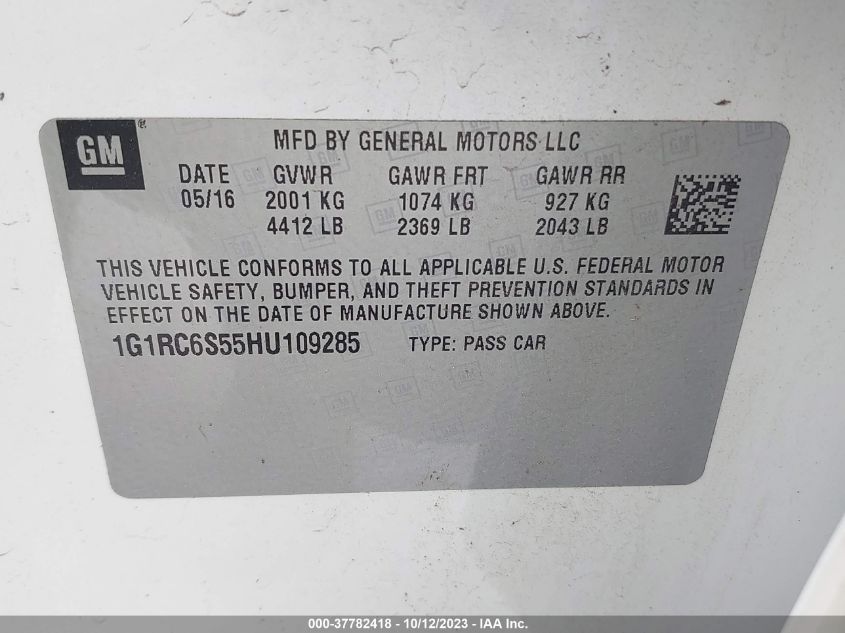 GM
MFD BY GENERAL MOTORS LLC
DATE GVWR GAWR FRT GAWR RR
05/16 2001 KG 1074 KG 927 KG
4412 LB 2369 LB 2043 LB
THIS VEHICLE CONFORMS TO ALL APPLICABLE U.S. FEDERAL MOTOR
VEHICLE SAFETY, BUMPER, AND THEFT PREVENTION STANDARDS IN
EFFECT ON THE DATE OF MANUFACTURE SHOWN ABOVE.
1G1RC6S55HU109285 TYPE: PASS CAR
000-37782418 - 10/12/2023 - IAA Inc.